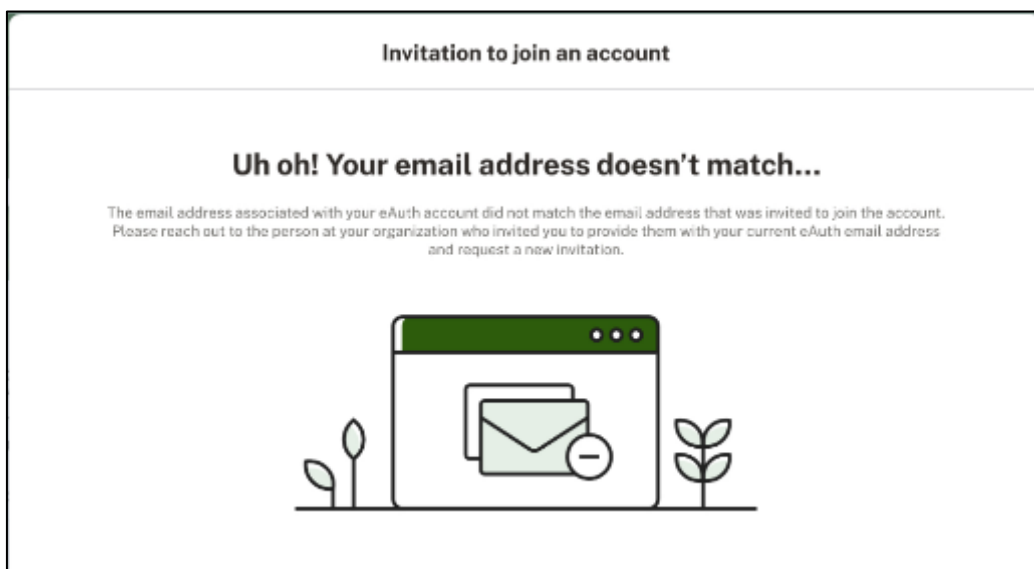 Invitation to join an account
Uh oh! Your email address doesn’t match...
The email address associated with your eAuth account did not match the email address that was invited to join the account.
Please reach out to the person at your organization who invited you to provide them with your current eAuth email address
and request a new invitation.